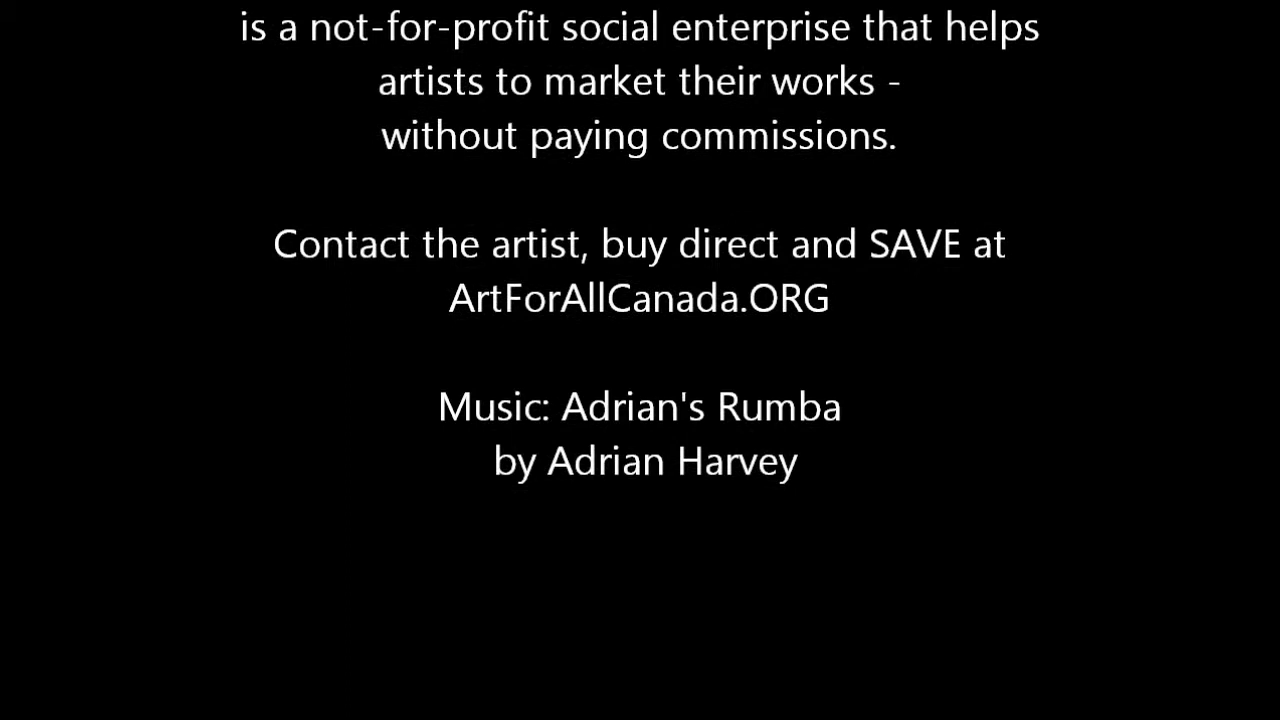 is a not-for-profit social enterprise that helps
artists to market their works -
without paying commissions.
Contact the artist, buy direct and SAVE at
ArtForAllCanada.ORG
Music: Adrian's Rumba
by Adrian Harvey